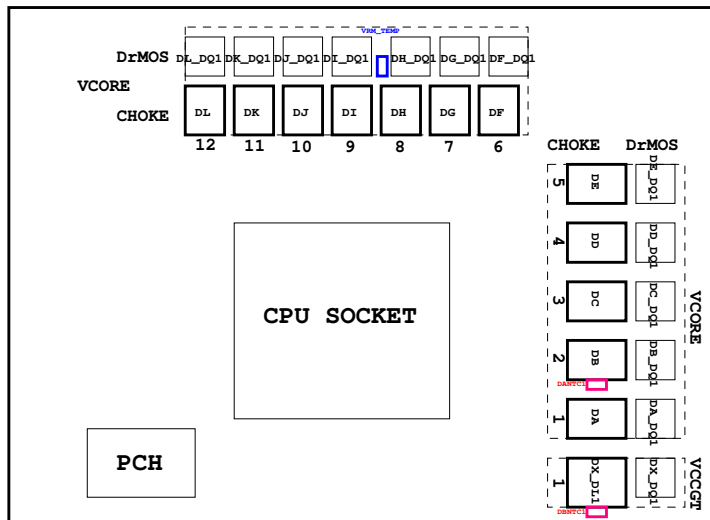 VRM_TEMP
DrMOS
DL_DQ1
DK_DQ1
DJ_DQ1
DI_DQ1
DH_DQ1
DG_DQ1
DF_DQ1
VCORE
CHOKE
DL
DK
DJ
DI
DH
DG
DF
12
11
10
9
8
7
6
CHOKE
DrMOS
5
DE
DE_DQ1
4
DD
DD_DQ1
3
DC
DC_DQ1
VCORE
2
DB
DB_DQ1
DANTC1
1
DA
DA_DQ1
1
DX_DL1
DX_DQ1
VCCGT
DBNTC1
CPU SOCKET
PCH